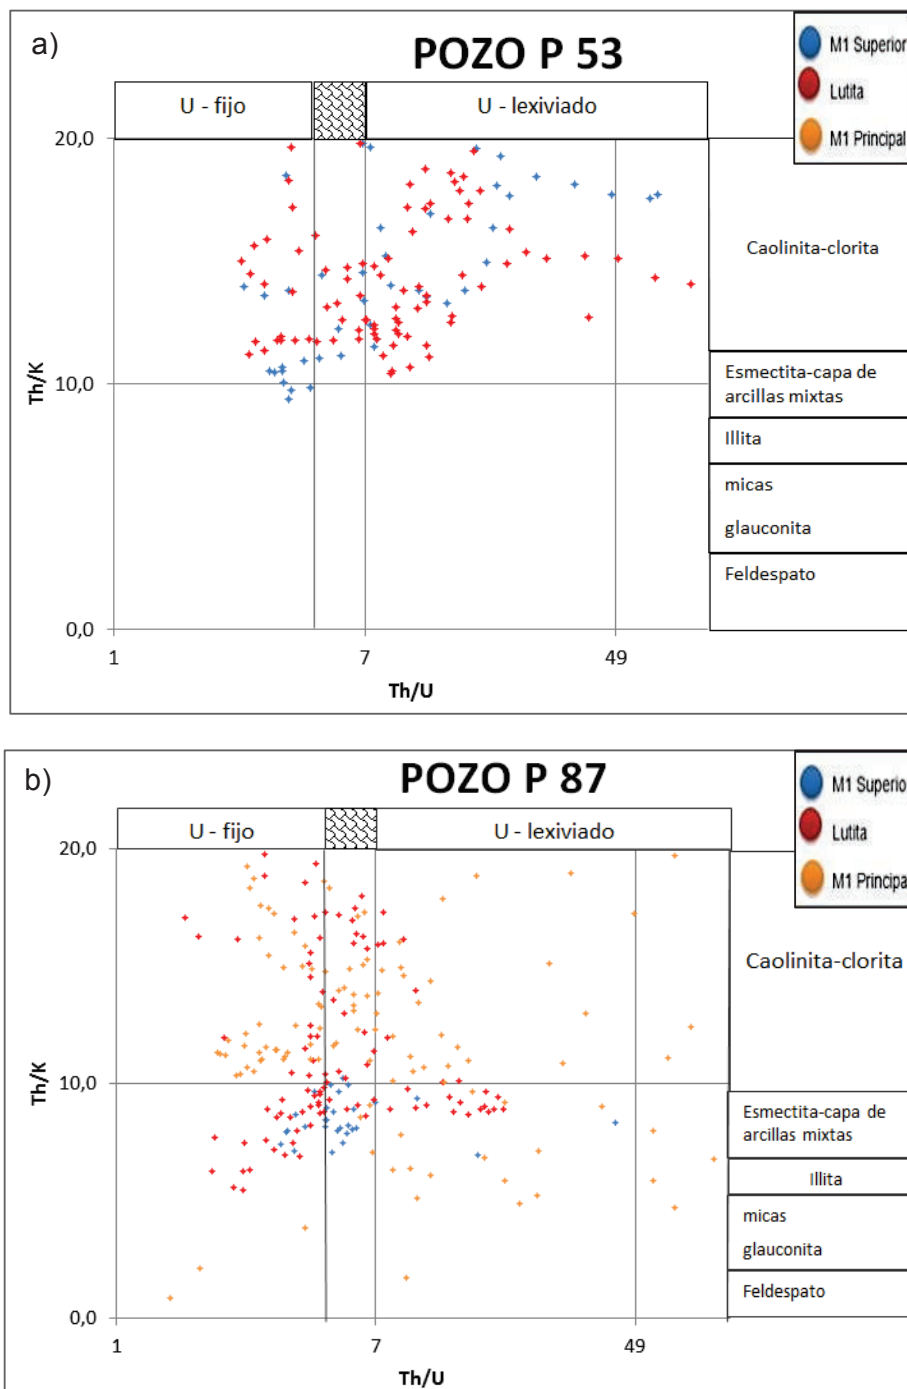 a)
POZO P 53
M1 Superior
Lutita
M1 Principal
U - fijo
U - lexiviado
20,0
10,0
0,0
Th/K
1
7
49
Th/U
Caolinita-clorita
Esmectita-capa de
arcillas mixtas
Illita
micas
glauconita
Feldespato
b)
POZO P 87
M1 Superio
Lutita
M1 Principa
U - fijo
U - lexiviado
20,0
10,0
0,0
Th/K
1
7
49
Th/U
Caolinita-clorita
Esmectita-capa de
arcillas mixtas
Illita
micas
glauconita
Feldespato